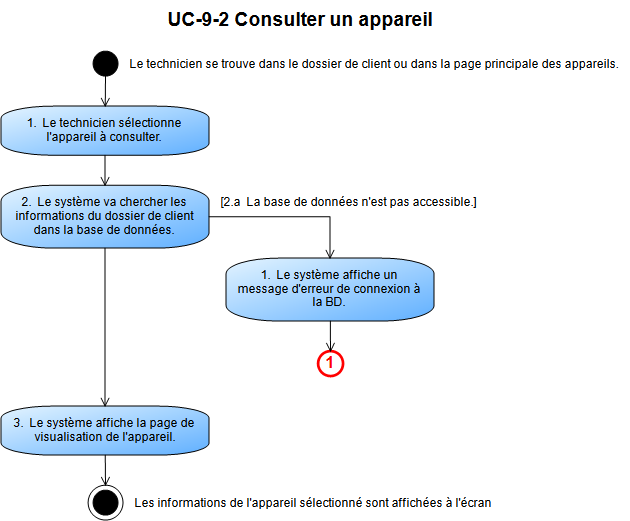 UC-9-2 Consulter un appareil
Le technicien se trouve dans le dossier de client ou dans la page principale des appareils.
1. Le technicien sélectionne
l'appareil à consulter.
2. Le système va chercher les
informations du dossier de client
dans la base de données.
[2.a La base de données n'est pas accessible.]
1. Le système affiche un
message d'erreur de connexion à
la BD.
1
3. Le système affiche la page de
visualisation de l'appareil.
Les informations de l'appareil sélectionné sont affichées à l'écran